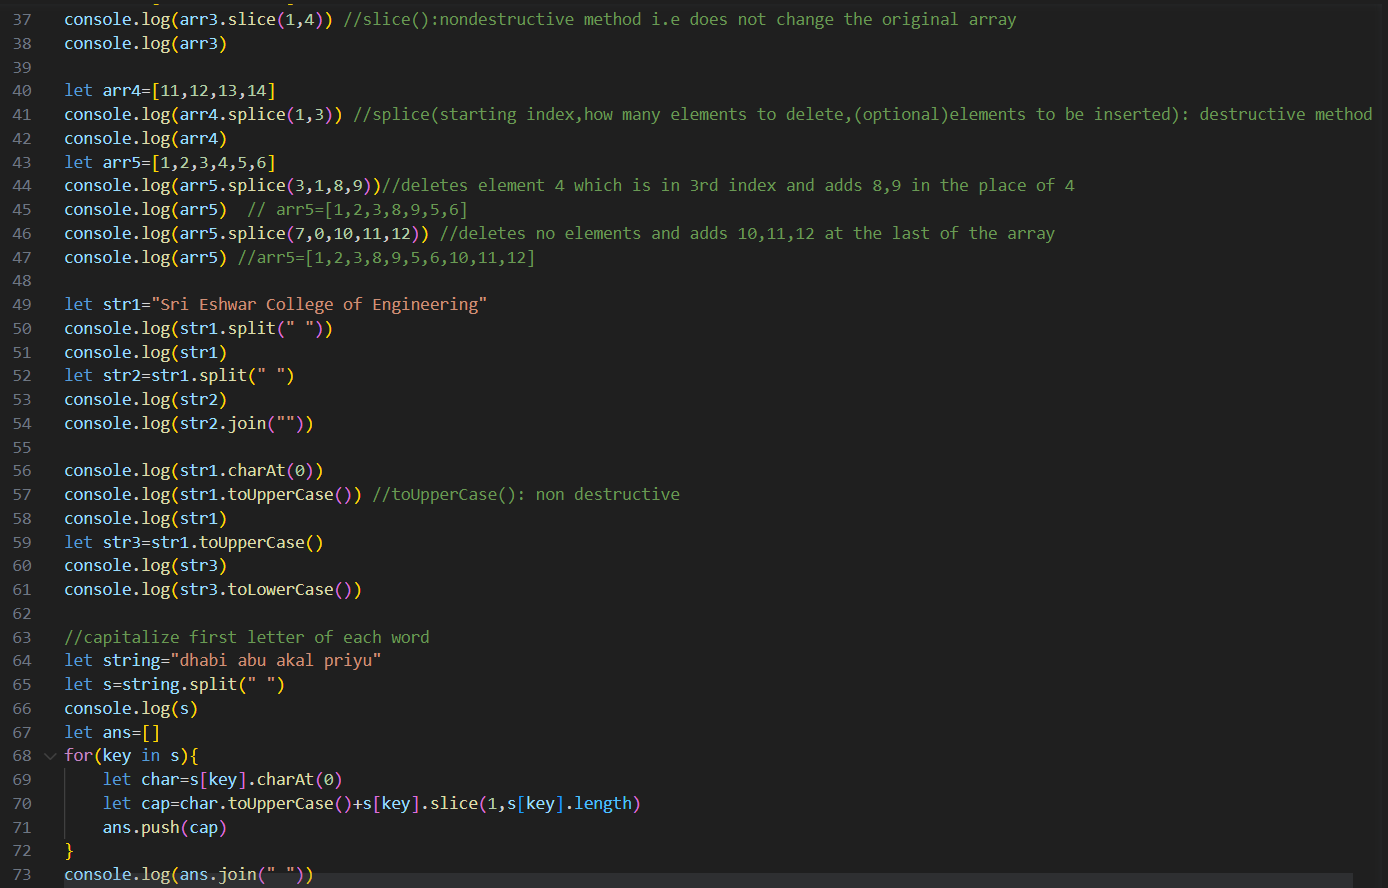 37 console.log(arr3.slice(1,4)) //slice():nondestructive method i.e does not change the original array
38 console.log(arr3)
39
40 let arr4=[11,12,13,14]
41 console.log(arr4.splice(1,3)) //splice(starting index,how many elements to delete,(optional)elements to be inserted): destructive method
42 console.log(arr4)
43 let arr5=[1,2,3,4,5,6]
44 console.log(arr5.splice(3,1,8,9))//deletes element 4 which is in 3rd index and adds 8,9 in the place of 4
45 console.log(arr5)  // arr5=[1,2,3,8,9,5,6]
46 console.log(arr5.splice(7,0,10,11,12)) //deletes no elements and adds 10,11,12 at the last of the array
47 console.log(arr5) //arr5=[1,2,3,8,9,5,6,10,11,12]
48
49 let str1="Sri Eshwar College of Engineering"
50 console.log(str1.split(" "))
51 console.log(str1)
52 let str2=str1.split(" ")
53 console.log(str2)
54 console.log(str2.join(""))
55
56 console.log(str1.charAt(0))
57 console.log(str1.toUpperCase()) //toUpperCase(): non destructive
58 console.log(str1)
59 let str3=str1.toUpperCase()
60 console.log(str3)
61 console.log(str3.toLowerCase())
62
63 //capitalize first letter of each word
64 let string="dhabi abu akal priyu"
65 let s=string.split(" ")
66 console.log(s)
67 let ans=[]
68 for(key in s){
69     let char=s[key].charAt(0)
70     let cap=char.toUpperCase()+s[key].slice(1,s[key].length)
71     ans.push(cap)
72 }
73 console.log(ans.join(" "))